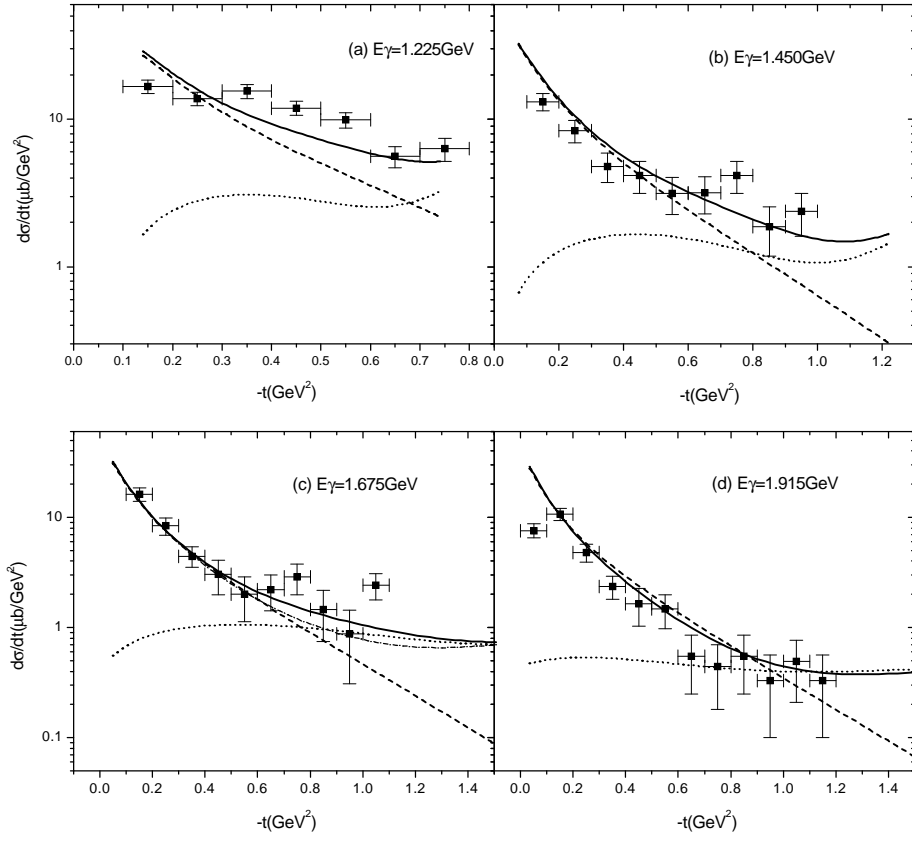 (a) Eγ=1.225GeV
(b) Eγ=1.450GeV
10
1
dσ/dt(μb/GeV²)
0.0 0.1 0.2 0.3 0.4 0.5 0.6 0.7 0.8
0.0 0.2 0.4 0.6 0.8 1.0 1.2
-t(GeV²)
-t(GeV²)
(c) Eγ=1.675GeV
(d) Eγ=1.915GeV
10
1
0.1
dσ/dt(μb/GeV²)
0.0 0.2 0.4 0.6 0.8 1.0 1.2 1.4
0.0 0.2 0.4 0.6 0.8 1.0 1.2 1.4
-t(GeV²)
-t(GeV²)